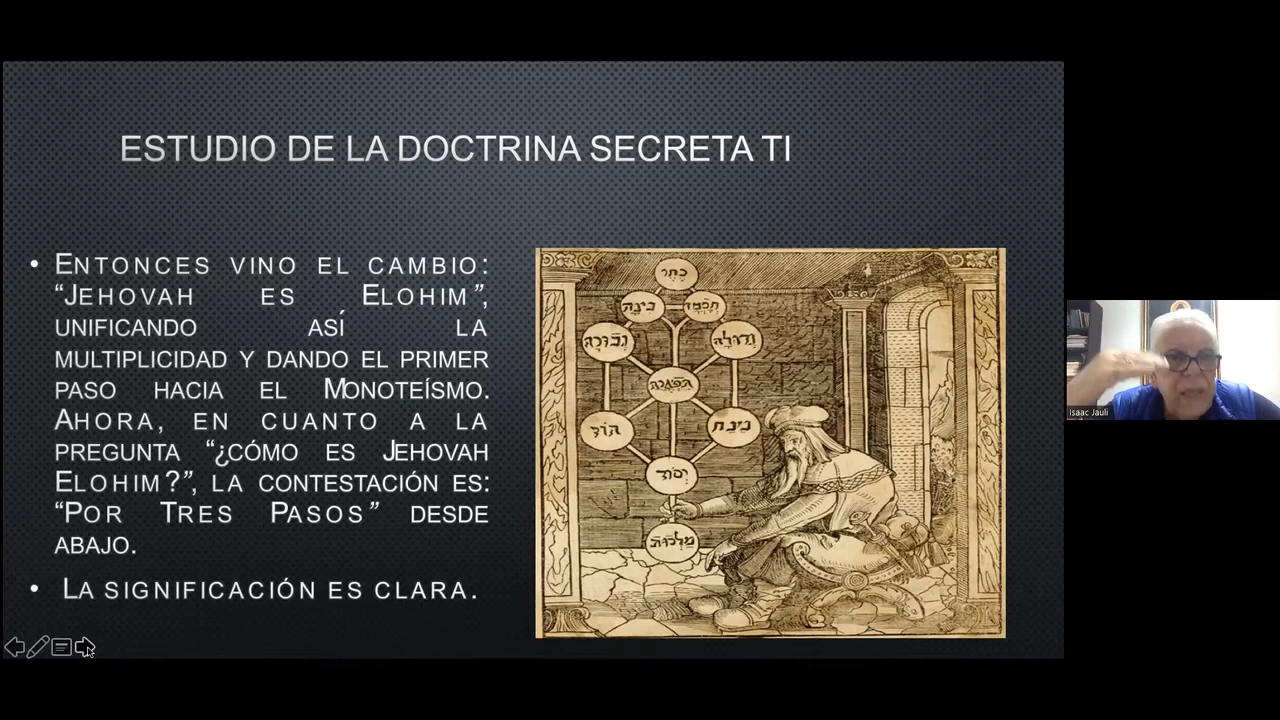 ESTUDIO DE LA DOCTRINA SECRETA TI
• ENTONCES VINO EL CAMBIO:
“JEHOVAH ES ELOHIM”,
UNIFICANDO ASÍ LA
MULTIPLICIDAD Y DANDO EL PRIMER
PASO HACIA EL MONOTEÍSMO.
AHORA, EN CUANTO A LA
PREGUNTA “¿CÓMO ES JEHOVAH
ELOHIM?”, LA CONTESTACIÓN ES:
“POR TRES PASOS” DESDE
ABAJO.
• LA SIGNIFICACIÓN ES CLARA.
כתר
בינה
חכמה
גבורה
גדולה
תפארת
הוד
יסוד
מלכות
Isaac Jauli